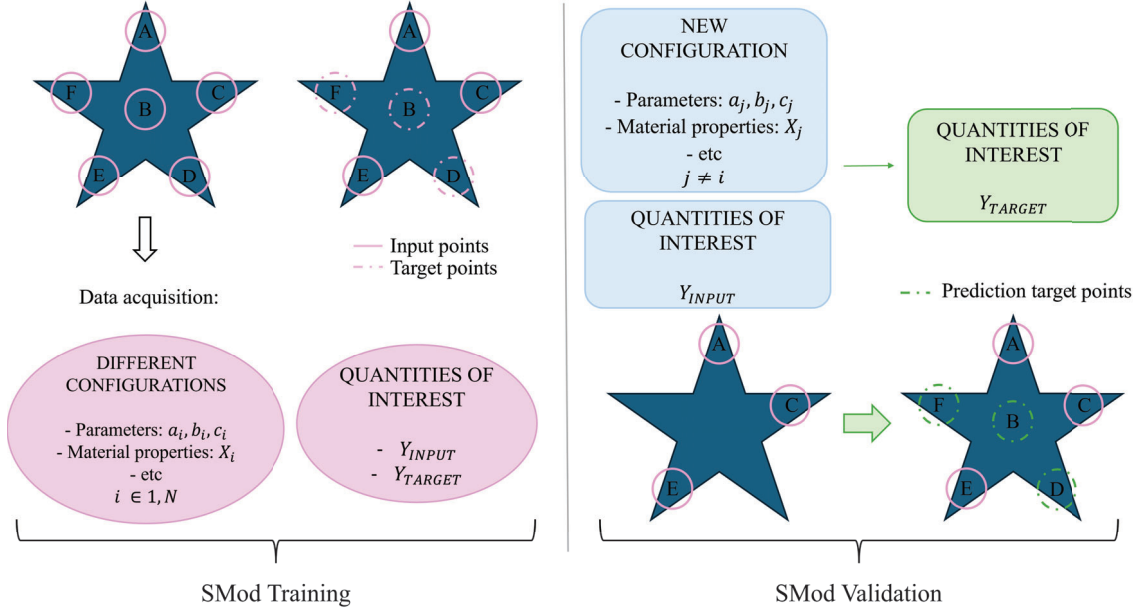 A
F
C
B
E
D
A
F
C
B
E
D
Input points
Target points
Data acquisition:
DIFFERENT
CONFIGURATIONS
- Parameters: a_i, b_i, c_i
- Material properties: X_i
- etc
i ∈ 1, N
QUANTITIES OF
INTEREST
- Y_INPUT
- Y_TARGET
SMod Training
NEW
CONFIGURATION
- Parameters: a_j, b_j, c_j
- Material properties: X_j
- etc
j ≠ i
QUANTITIES OF
INTEREST
Y_INPUT
QUANTITIES OF
INTEREST
Y_TARGET
Prediction target points
A
C
E
A
F
C
B
E
D
SMod Validation